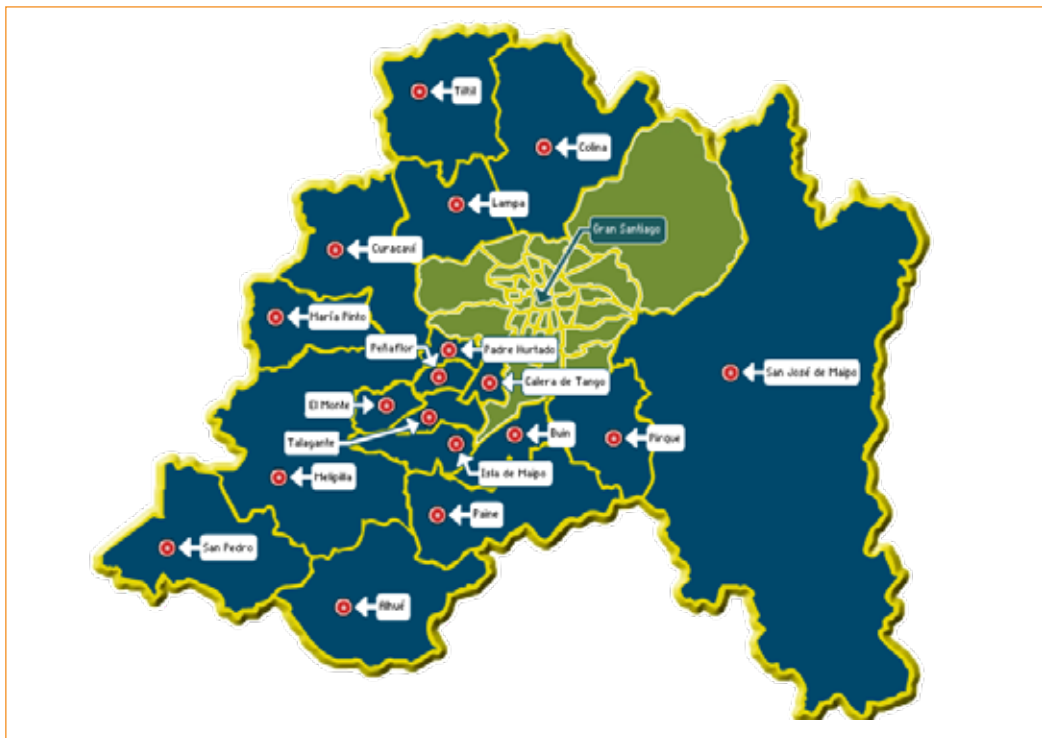 Tiltil
Colina
Lampa
Gran Santiago
Curacaví
María Pinto
Peñaflor
Padre Hurtado
San José de Maipo
Calera de Tango
El Monte
Buin
Pirque
Talagante
Isla de Maipo
Melipilla
Paine
San Pedro
Alhué